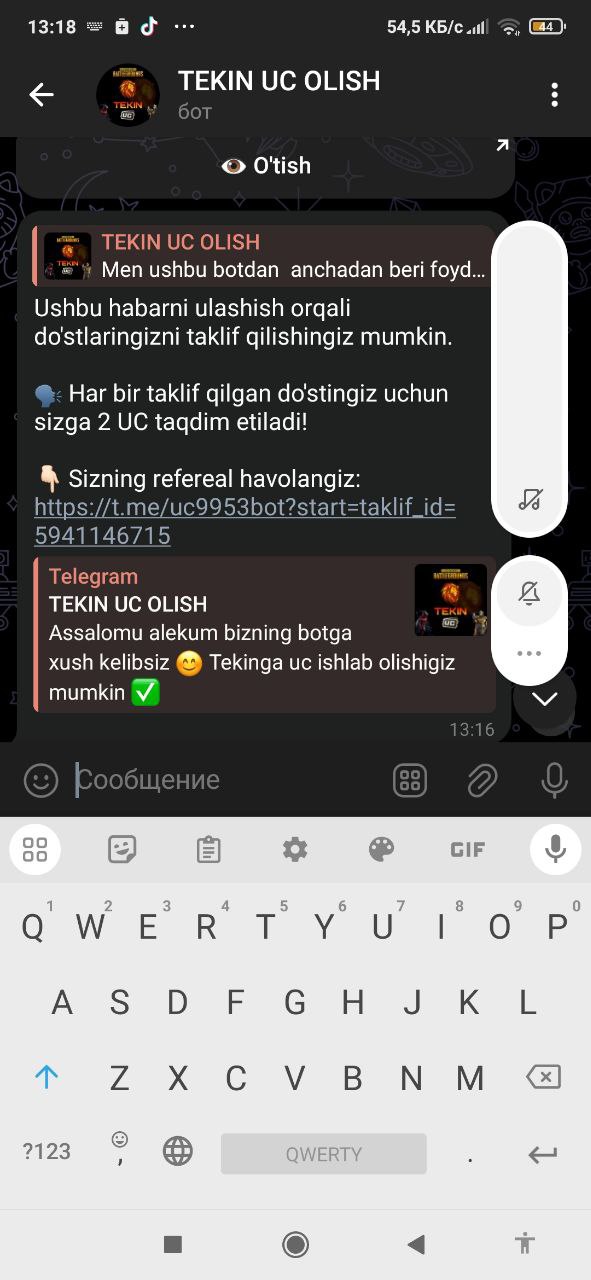 13:18
54,5 КБ/с
44
TEKIN UC OLISH
бот
O'tish
TEKIN UC OLISH
Men ushbu botdan anchadan beri foyd...
Ushbu habarni ulashish orqali
do'stlaringizni taklif qilishingiz mumkin.
Har bir taklif qilgan do'stingiz uchun
sizga 2 UC taqdim etiladi!
Sizning refereal havolangiz:
https://t.me/uc9953bot?start=taklif_id=
5941146715
Telegram
TEKIN UC OLISH
Assalomu alekum bizning botga
xush kelibsiz 😊 Tekinga uc ishlab olishigiz
mumkin ✅
TEKIN
UC
13:16
Сообщение
GIF
1 2 3 4 5 6 7 8 9 0
Q W E R T Y U I O P
A S D F G H J K L
Z X C V B N M
?123 , QWERTY .